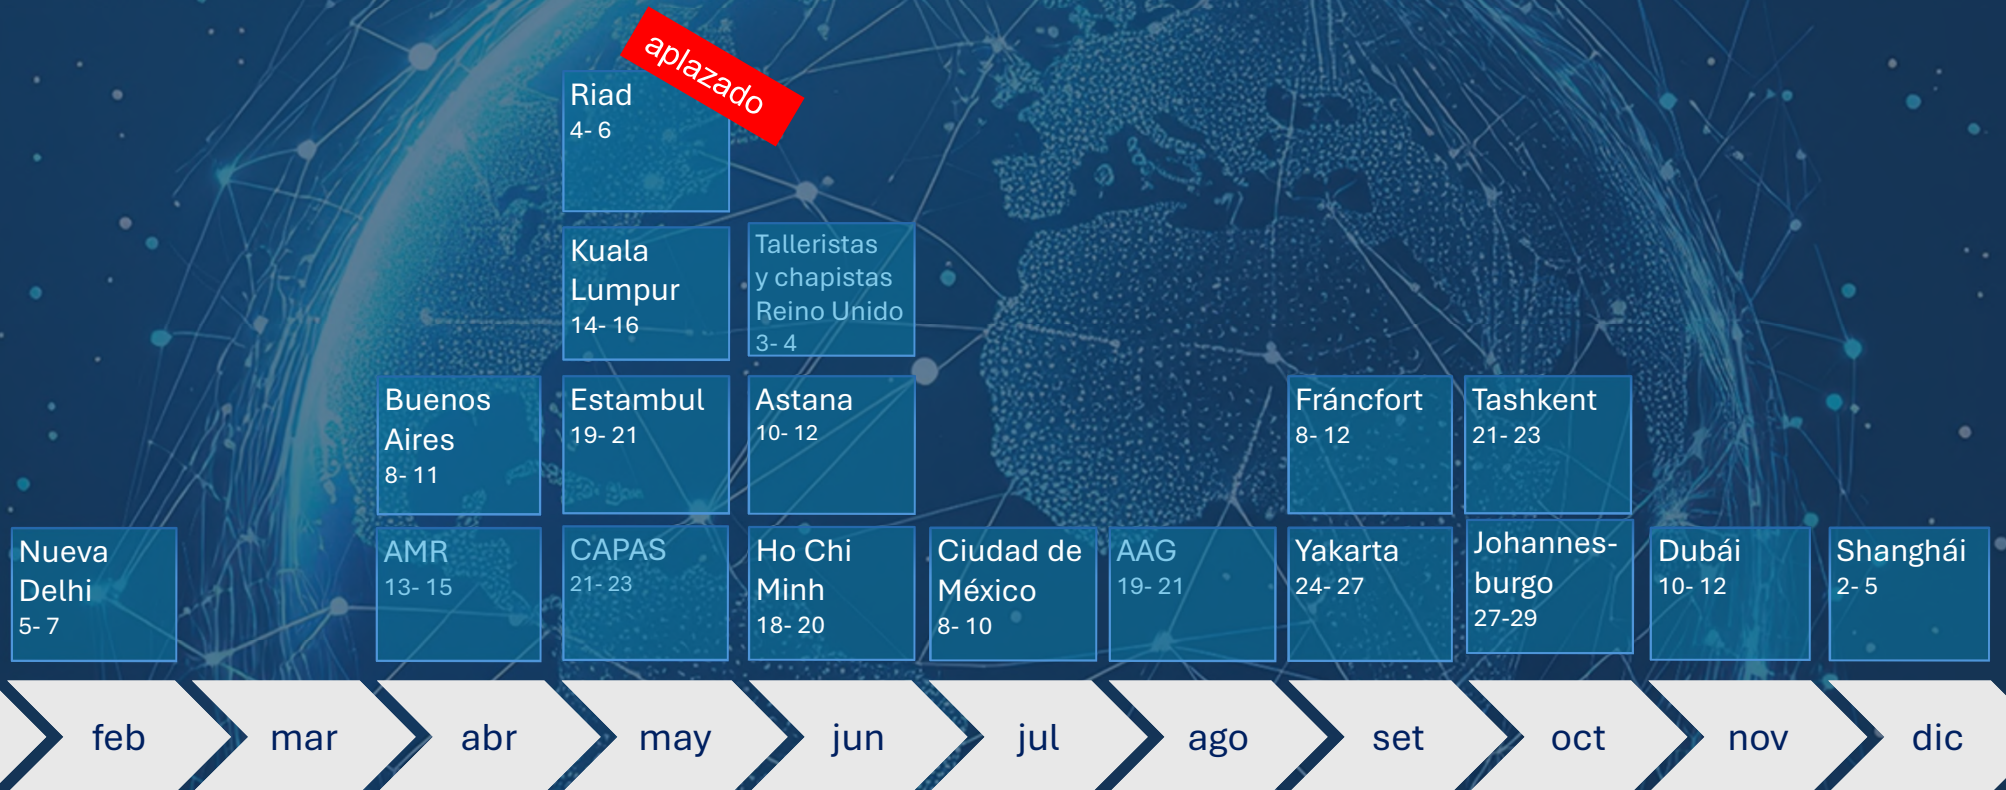 aplazado
Riad
4- 6
Kuala
Lumpur
14- 16
Talleristas
y chapistas
Reino Unido
3- 4
Buenos
Aires
8- 11
Estambul
19- 21
Astana
10- 12
Fráncfort
8- 12
Tashkent
21- 23
Nueva
Delhi
5- 7
AMR
13- 15
CAPAS
21- 23
Ho Chi
Minh
18- 20
Ciudad de
México
8- 10
AAG
19- 21
Yakarta
24- 27
Johannes-
burgo
27-29
Dubái
10- 12
Shanghái
2- 5
feb
mar
abr
may
jun
jul
ago
set
oct
nov
dic